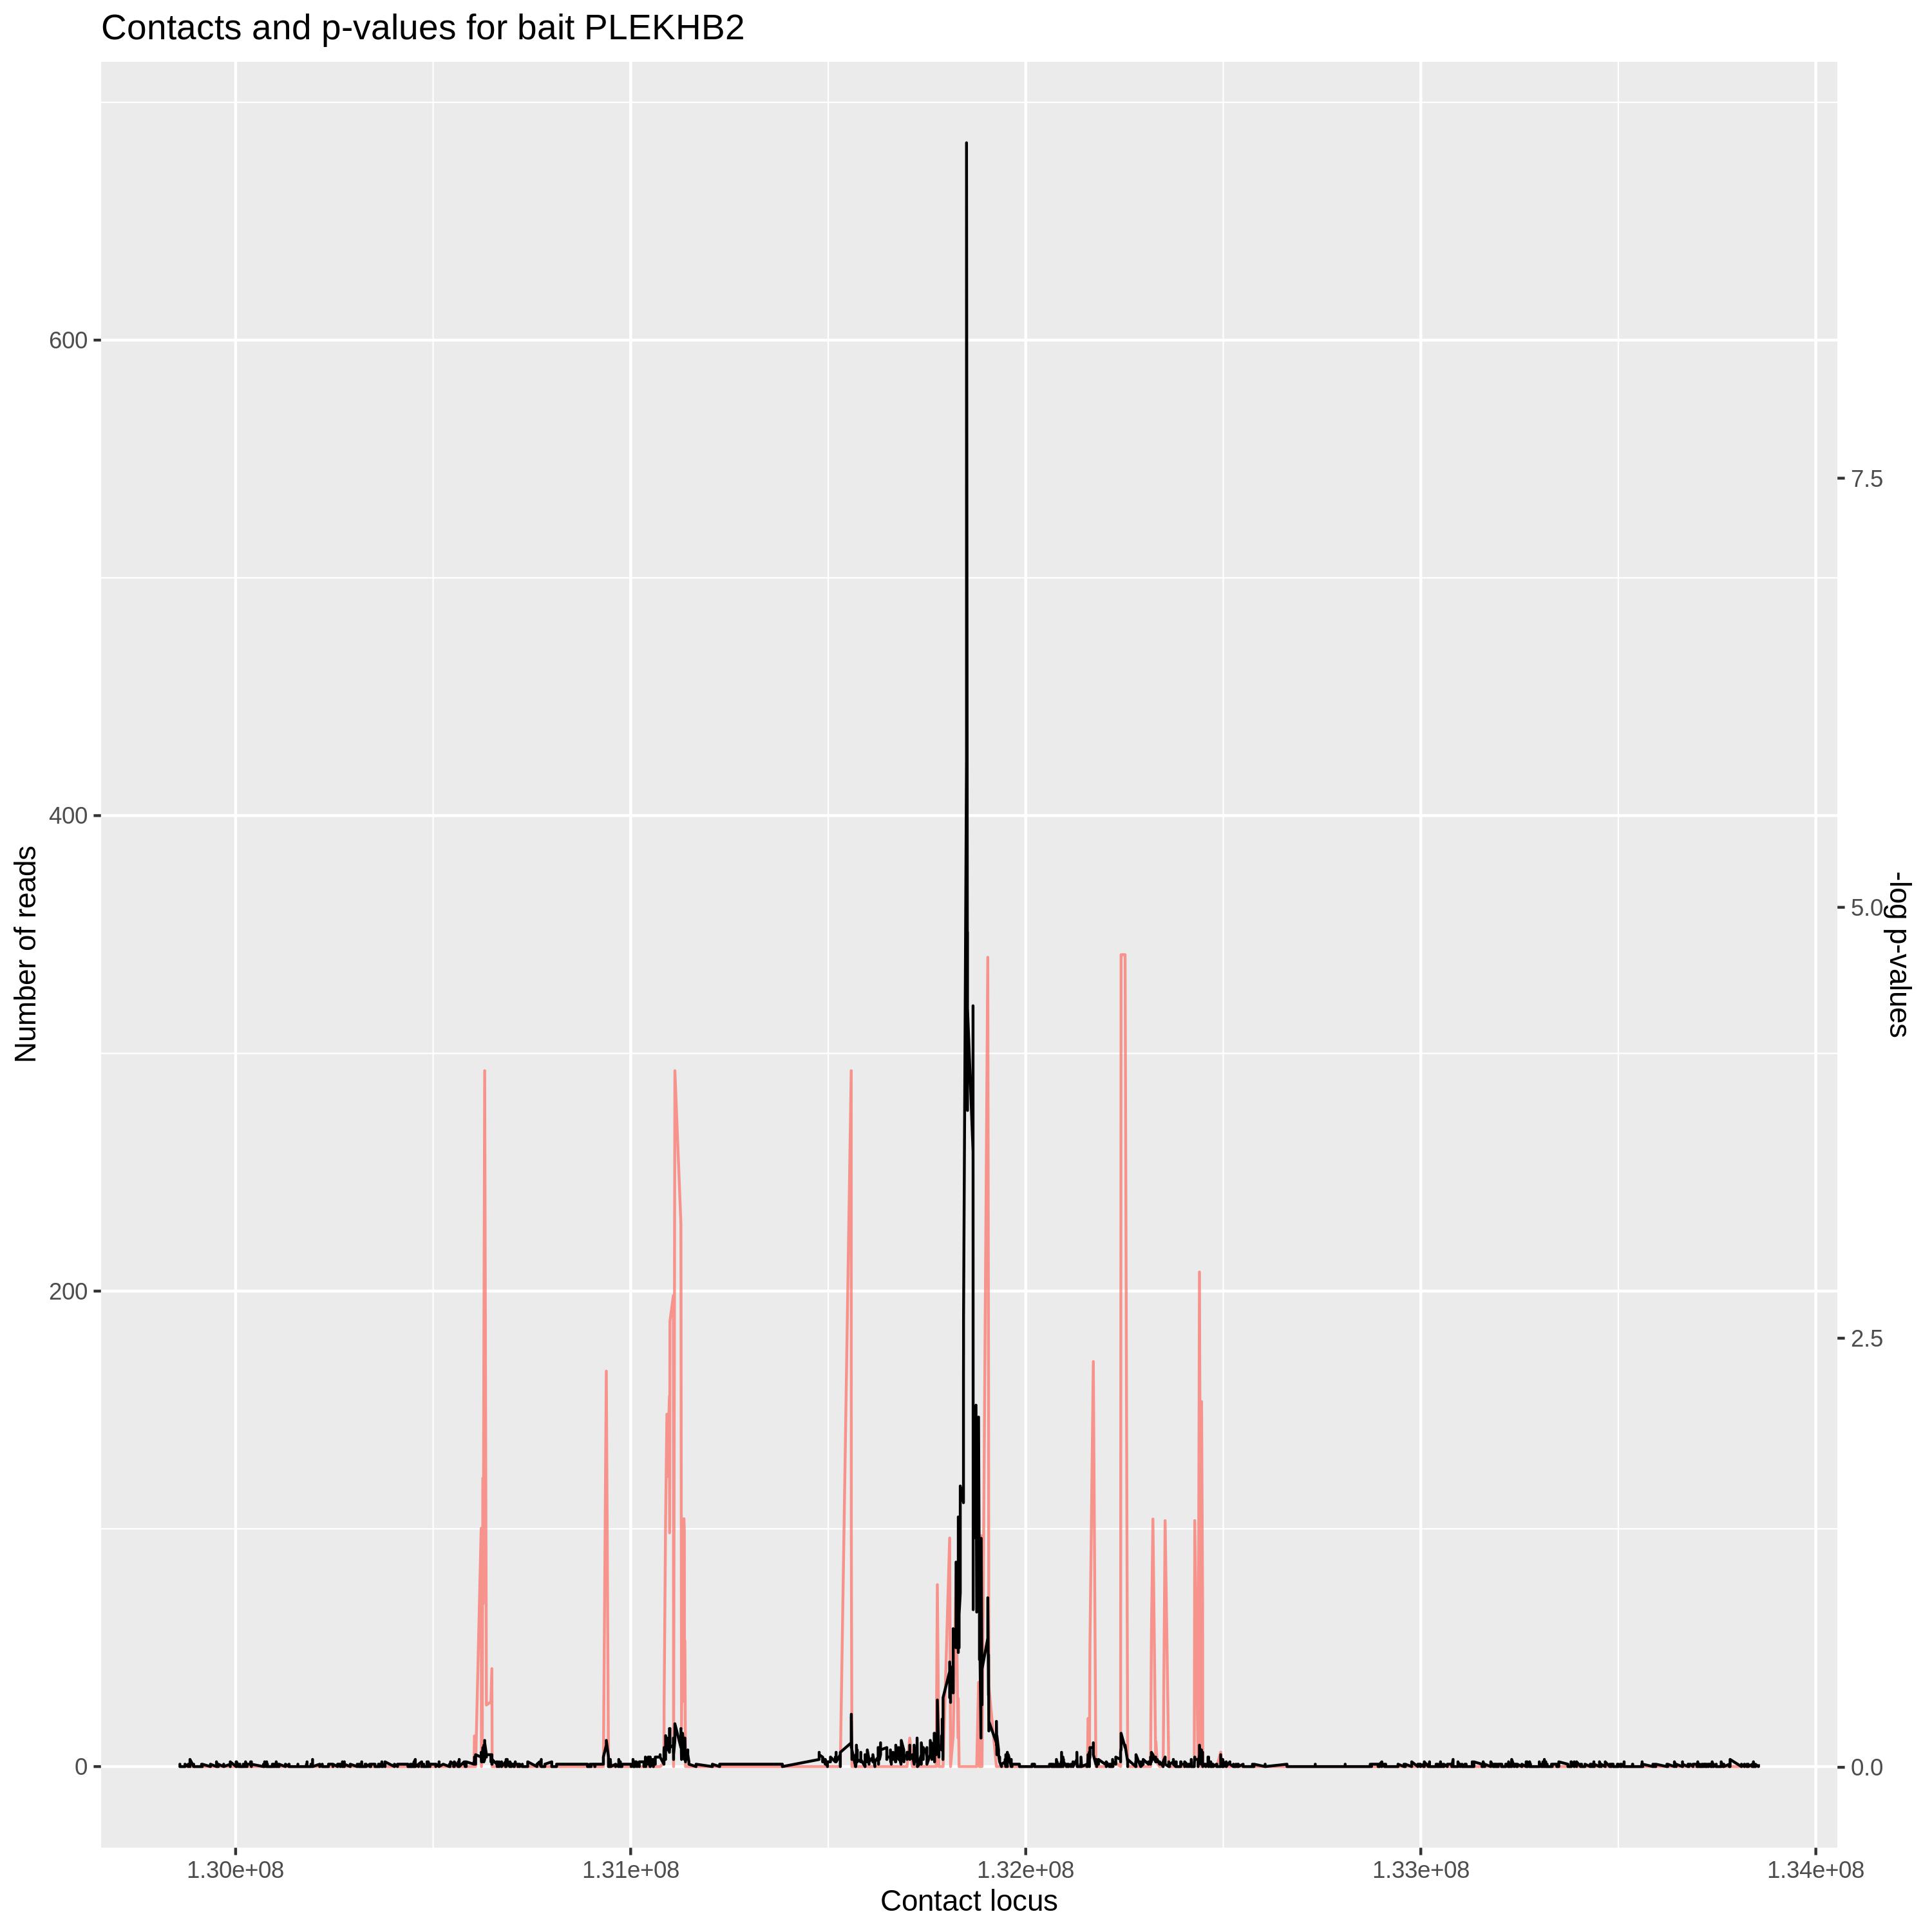 Contacts and p-values for bait PLEKHB2
Number of reads
600
400
200
0
7.5
5.0
2.5
0.0
-log p-values
1.30e+08
1.31e+08
1.32e+08
1.33e+08
1.34e+08
Contact locus